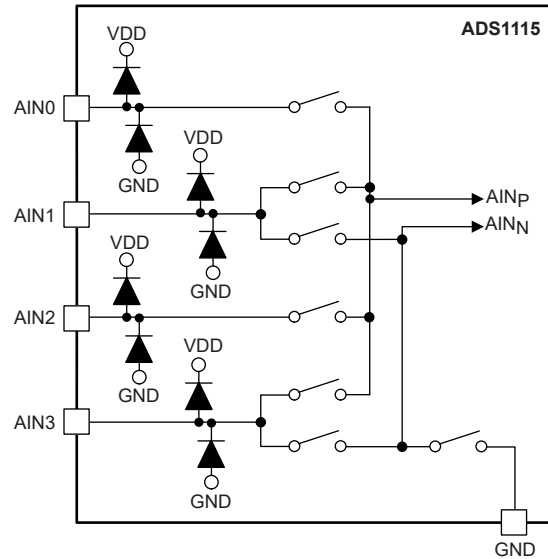 ADS1115
VDD
AIN0
VDD
GND
AIN1
AINP
AINN
VDD
GND
AIN2
VDD
GND
AIN3
GND
GND